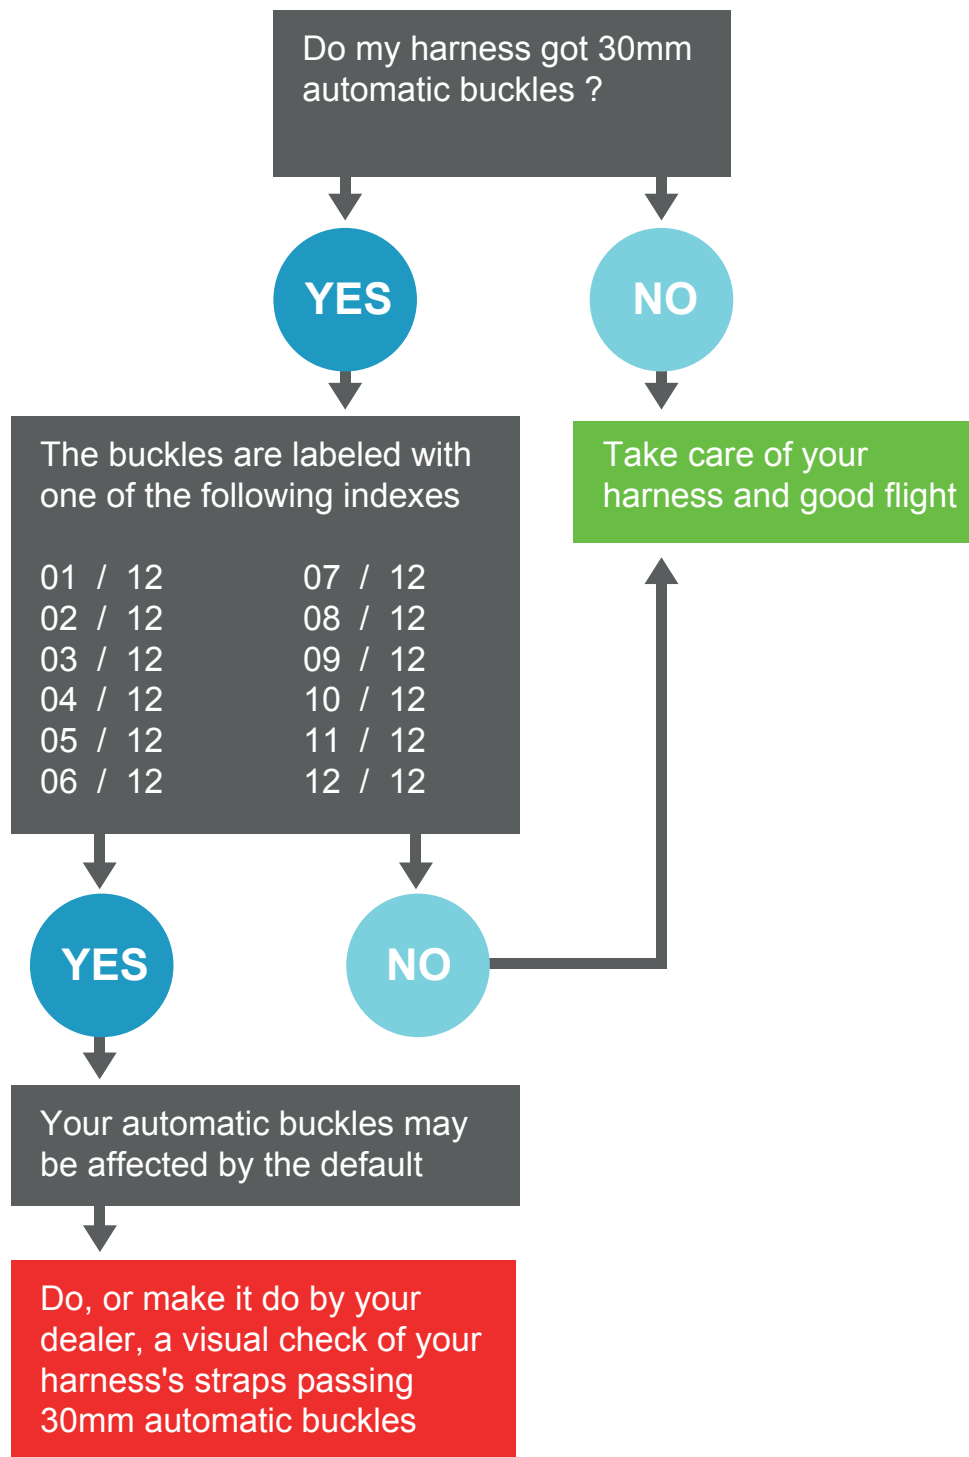 Do my harness got 30mm
automatic buckles ?
YES
NO
The buckles are labeled with
one of the following indexes
01 / 12
02 / 12
03 / 12
04 / 12
05 / 12
06 / 12
07 / 12
08 / 12
09 / 12
10 / 12
11 / 12
12 / 12
Take care of your
harness and good flight
YES
NO
Your automatic buckles may
be affected by the default
Do, or make it do by your
dealer, a visual check of your
harness's straps passing
30mm automatic buckles